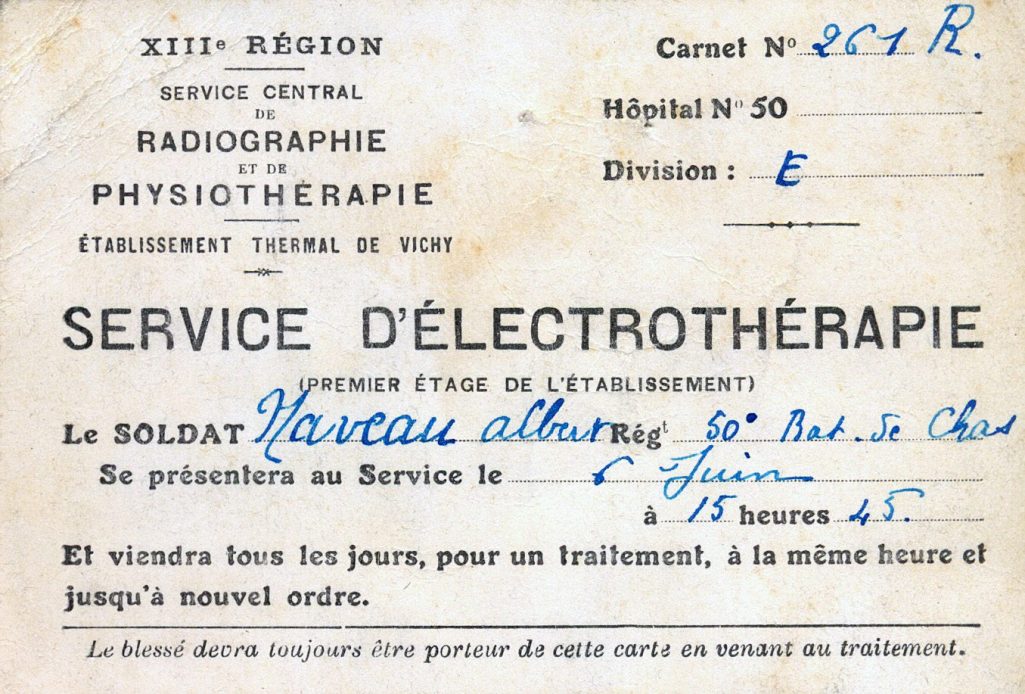 XIIIe RÉGION
SERVICE CENTRAL
DE
RADIOGRAPHIE
ET DE
PHYSIOTHÉRAPIE
ÉTABLISSEMENT THERMAL DE VICHY
Carnet No 261 R.
Hôpital No 50
Division : E
SERVICE D'ÉLECTROTHÉRAPIE
(PREMIER ÉTAGE DE L'ÉTABLISSEMENT)
Le SOLDAT Naveau Albert Régt 50e Bat. de Chas
Se présentera au Service le 6 Juin
à 15 heures 45.
Et viendra tous les jours, pour un traitement, à la même heure et
jusqu'à nouvel ordre.
Le blessé devra toujours être porteur de cette carte en venant au traitement.